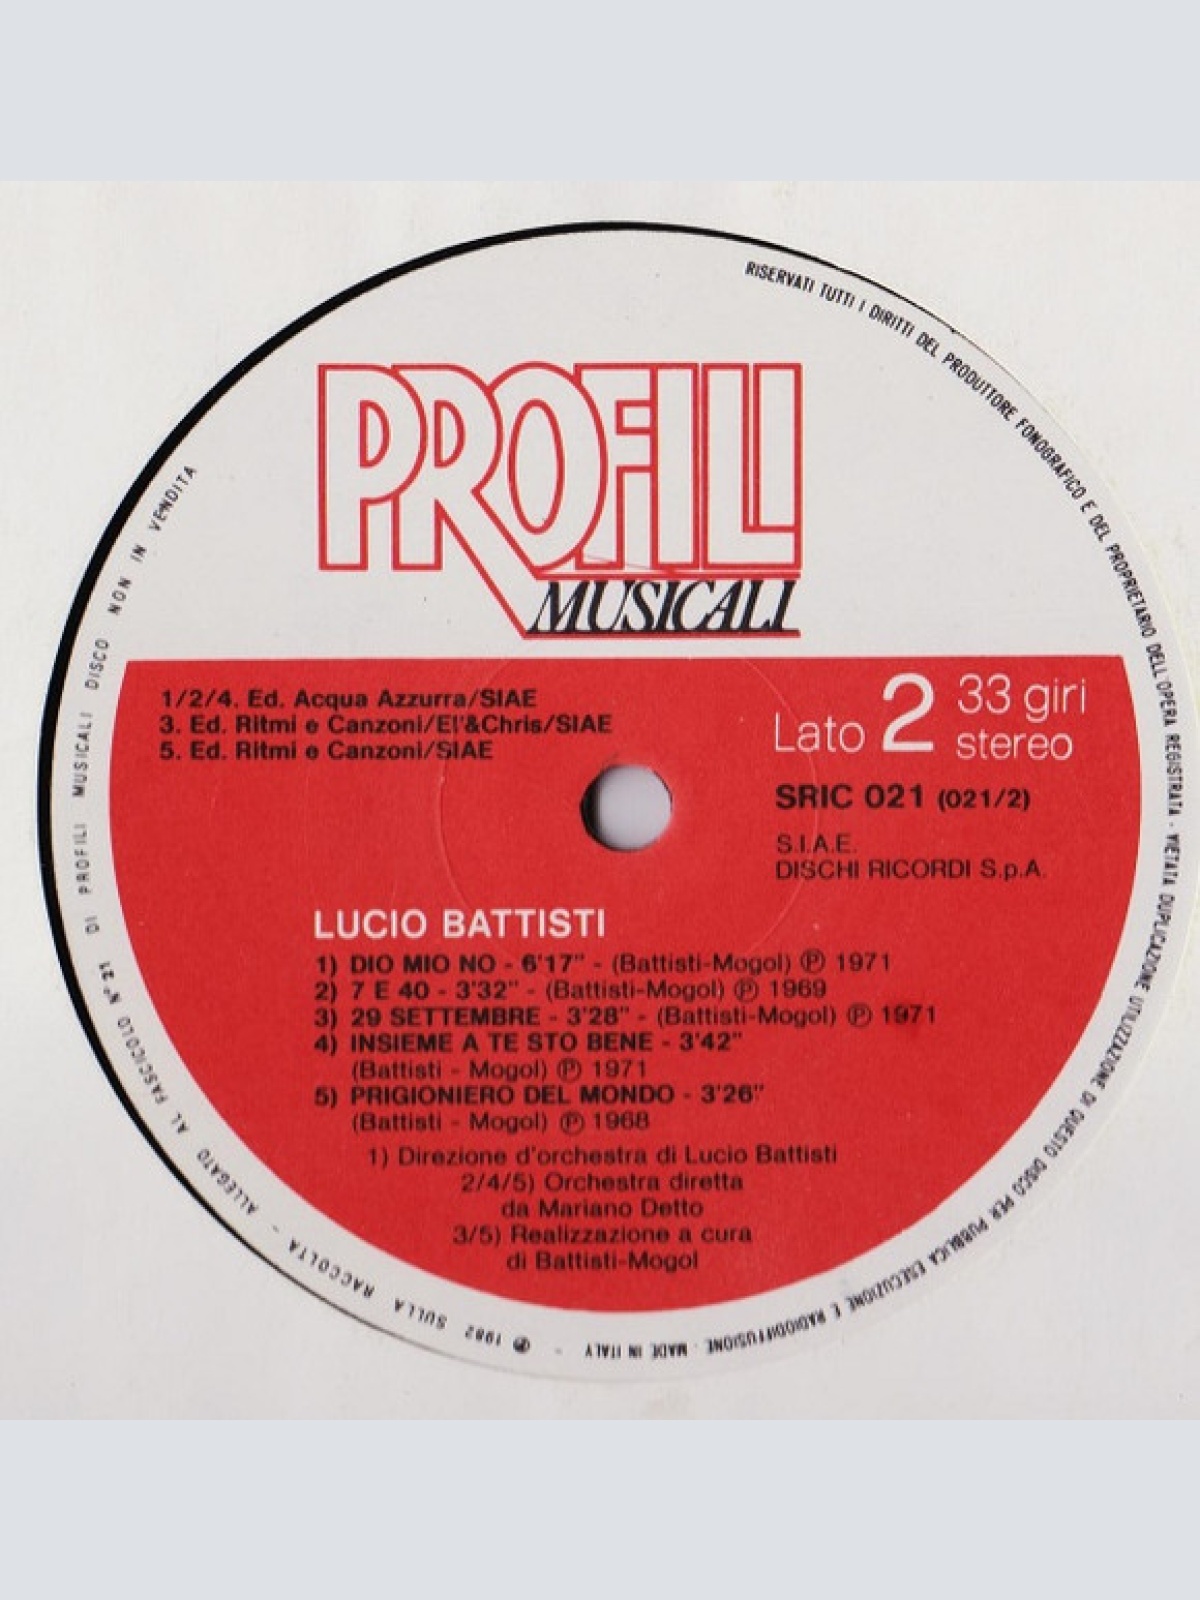 PROFILI
MUSICALI
1/2/4. Ed. Acqua Azzurra/SIAE
3. Ed. Ritmi e Canzoni/El'&Chris/SIAE
5. Ed. Ritmi e Canzoni/SIAE
Lato 2 33 giri
stereo
SRIC 021 (021/2)
S.I.A.E.
DISCHI RICORDI S.p.A.
LUCIO BATTISTI
1) DIO MIO NO - 6'17" - (Battisti-Mogol) Ⓟ 1971
2) 7 E 40 - 3'32" - (Battisti-Mogol) Ⓟ 1969
3) 29 SETTEMBRE - 3'28" - (Battisti-Mogol) Ⓟ 1971
4) INSIEME A TE STO BENE - 3'42"
(Battisti - Mogol) Ⓟ 1971
5) PRIGIONIERO DEL MONDO - 3'26"
(Battisti - Mogol) Ⓟ 1968
1) Direzione d'orchestra di Lucio Battisti
2/4/5) Orchestra diretta
da Mariano Detto
3/5) Realizzazione a cura
di Battisti-Mogol
RISERVATI TUTTI I DIRITTI DEL PRODUTTORE FONOGRAFICO E DEL PROPRIETARIO DELL'OPERA REGISTRATA - VIETATA DUPLICAZIONE UTILIZZAZIONE DI QUESTO DISCO PER PUBBLICA ESECUZIONE E RADIODIFFUSIONE - MADE IN ITALY -
Ⓟ 1982 SULLA RACCOLTA - ALLEGATO AL FASCICOLO N° 21 DI PROFILI MUSICALI DISCO NON IN VENDITA